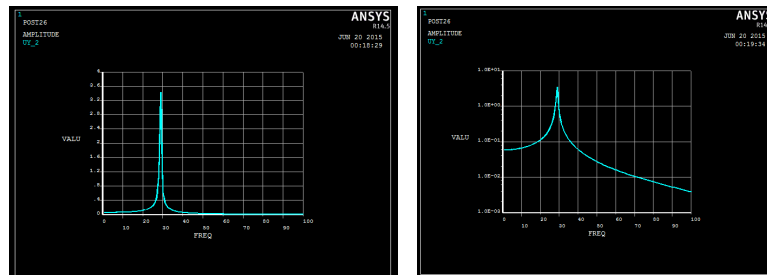 1
POST26
AMPLITUDE
UY_2
ANSYS
R14.5
JUN 20 2015
00:18:29
4
3.6
3.2
2.8
2.4
2
1.6
1.2
.8
.4
0
VALU
0
10
20
30
40
50
60
70
80
90
100
FREQ
1
POST26
AMPLITUDE
UY_2
ANSYS
R14
JUN 20 2015
00:19:34
1.0E+01
1.0E+00
1.0E-01
1.0E-02
1.0E-03
VALU
0
10
20
30
40
50
60
70
80
90
100
FREQ